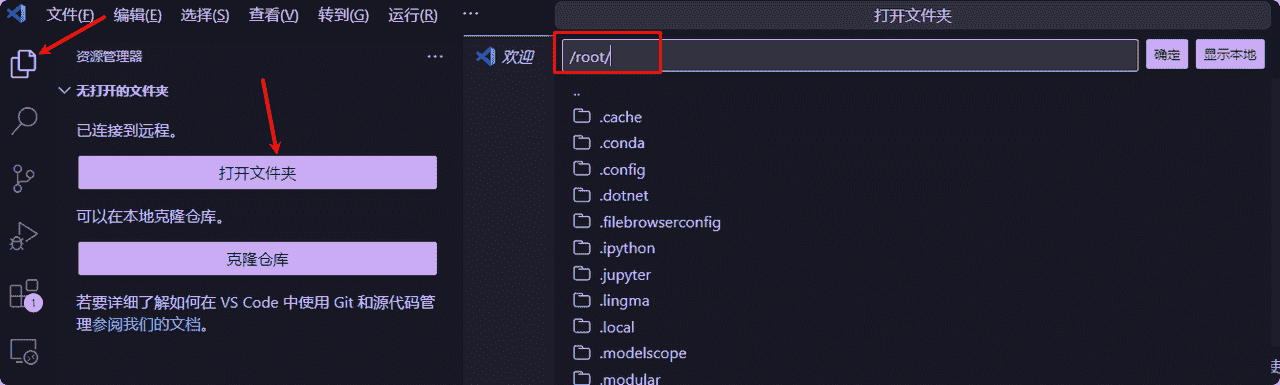 文件(F) 编辑(E) 选择(S) 查看(V) 转到(G) 运行(R) ···
打开文件夹
资源管理器 ···
无打开的文件夹
已连接到远程。
打开文件夹
可以在本地克隆仓库。
克隆仓库
若要详细了解如何在 VS Code 中使用 Git 和源代码管
理参阅我们的文档。
1
欢迎
/root/
确定
显示本地
..
.cache
.conda
.config
.dotnet
.filebrowserconfig
.ipython
.jupyter
.lingma
.local
.modelscope
.modular